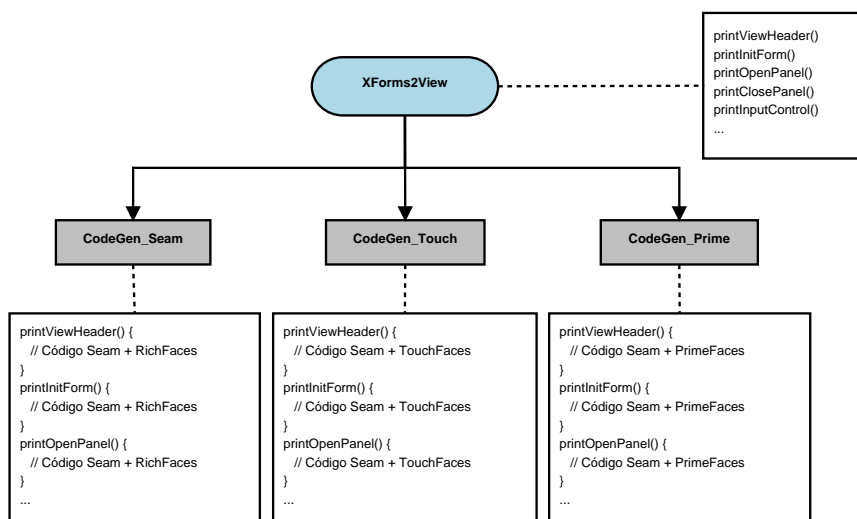 printViewHeader()
printInitForm()
printOpenPanel()
printClosePanel()
printInputControl()
...
XForms2View
CodeGen_Seam
CodeGen_Touch
CodeGen_Prime
printViewHeader() {
// Código Seam + RichFaces
}
printInitForm() {
// Código Seam + RichFaces
}
printOpenPanel() {
// Código Seam + RichFaces
}
...
printViewHeader() {
// Código Seam + TouchFaces
}
printInitForm() {
// Código Seam + TouchFaces
}
printOpenPanel() {
// Código Seam + TouchFaces
}
...
printViewHeader() {
// Código Seam + PrimeFaces
}
printInitForm() {
// Código Seam + PrimeFaces
}
printOpenPanel() {
// Código Seam + PrimeFaces
}
...